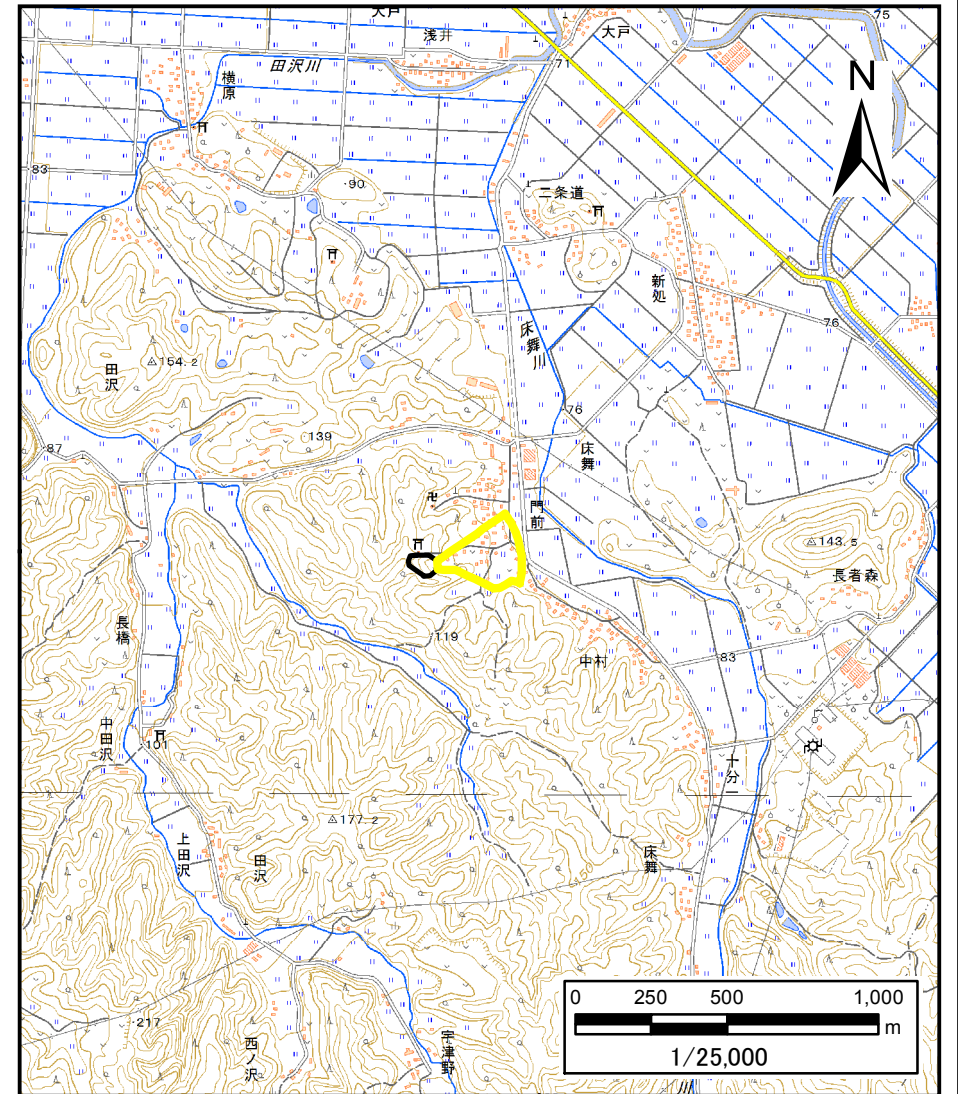 大戸
浅井
大戸
75
田沢川
71
横原
N
83
90
二条道
新処
76
床舞川
154.2
田沢
76
139
床舞
87
門前
143.5
長者森
119
長橋
中村
83
中田沢
101
十分一
177.2
上田沢
田沢
床舞
217
西ノ沢
宇津野
0 250 500 1,000
m
1/25,000
川